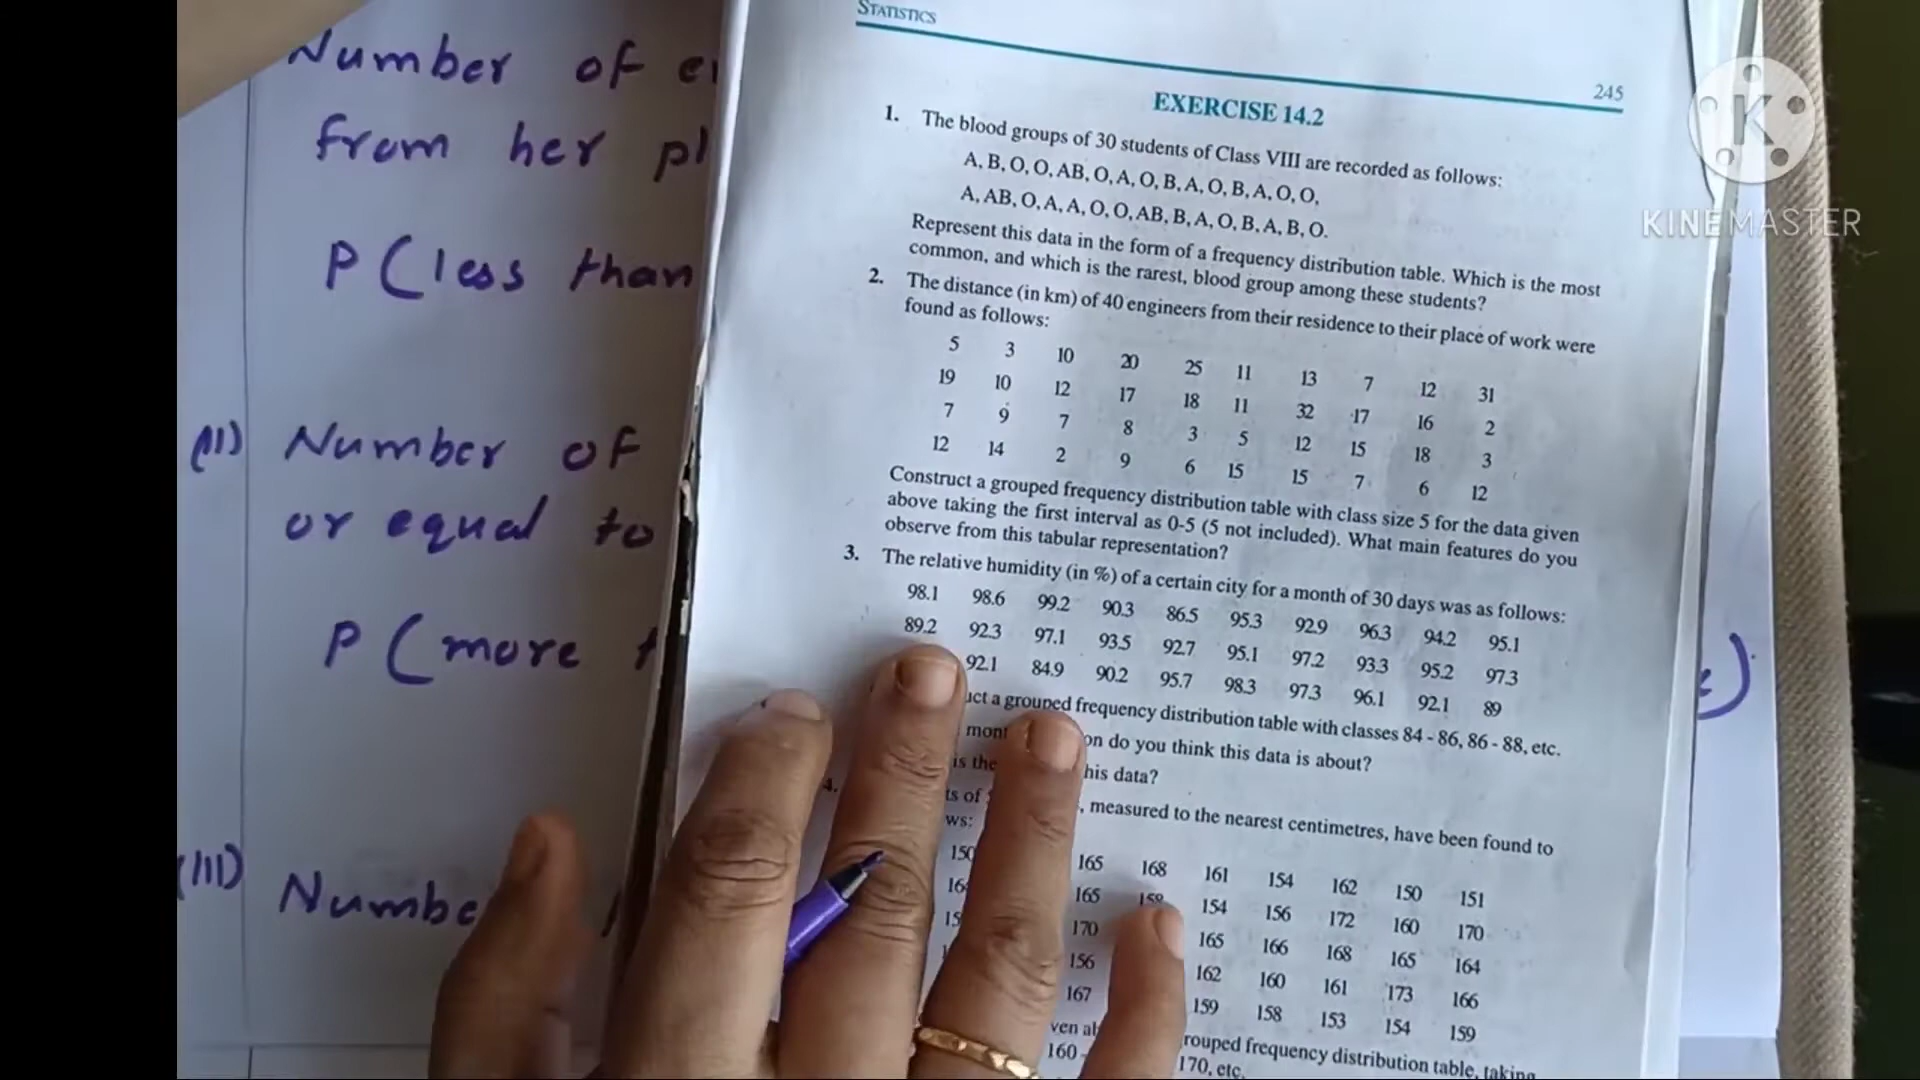 Number of
from her
P(less than
(II) Number of
or equal to
P(more
(III) Numbe
STATISTICS
245
EXERCISE 14.2
1. The blood groups of 30 students of Class VIII are recorded as follows:
A, B, O, O, AB, O, A, O, B, A, O, B, A, O, O,
A, AB, O, A, A, O, O, AB, B, A, O, B, A, B, O.
Represent this data in the form of a frequency distribution table. Which is the most
common, and which is the rarest, blood group among these students?
2. The distance (in km) of 40 engineers from their residence to their place of work were
found as follows:
5 3 10 20 25 11 13 7 12 31
19 10 12 17 18 11 32 17 16 2
7 9 7 8 3 5 12 15 18 3
12 14 2 9 6 15 15 7 6 12
Construct a grouped frequency distribution table with class size 5 for the data given
above taking the first interval as 0-5 (5 not included). What main features do you
observe from this tabular representation?
3. The relative humidity (in %) of a certain city for a month of 30 days was as follows:
98.1 98.6 99.2 90.3 86.5 95.3 92.9 96.3 94.2 95.1
89.2 92.3 97.1 93.5 92.7 95.1 97.2 93.3 95.2 97.3
92.1 84.9 90.2 95.7 98.3 97.3 96.1 92.1 89
uct a grouped frequency distribution table with classes 84 - 86, 86 - 88, etc.
mon on do you think this data is about?
is the his data?
4. ts of , measured to the nearest centimetres, have been found to
ws:
150 165 168 161 154 162 150 151
16 165 158 154 156 172 160 170
15 170 165 166 168 165 164
156 162 160 161 173 166
167 159 158 153 154 159
ven ab rouped frequency distribution table, taking
160 - 170, etc.
KINEMASTER